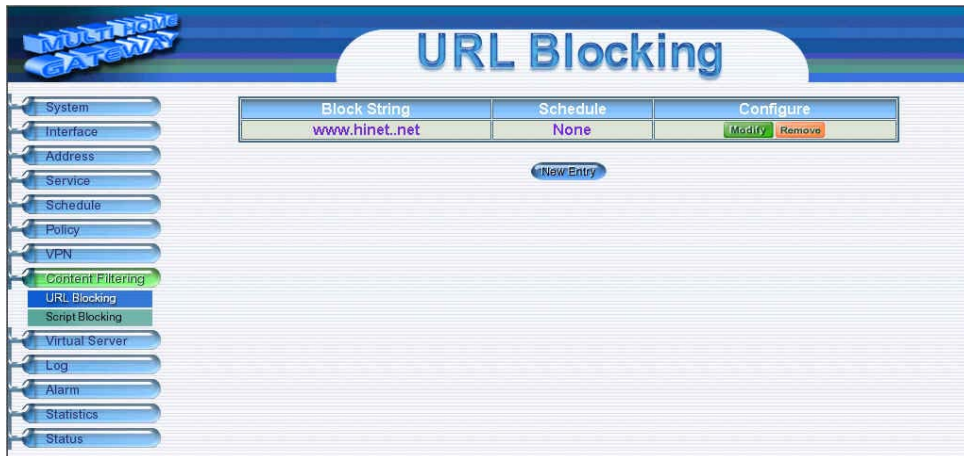 MULTI HOME
GATEWAY
URL Blocking
System
Interface
Address
Service
Schedule
Policy
VPN
Content Filtering
URL Blocking
Script Blocking
Virtual Server
Log
Alarm
Statistics
Status
Block String Schedule Configure
www.hinet..net None Modify Remove
New Entry